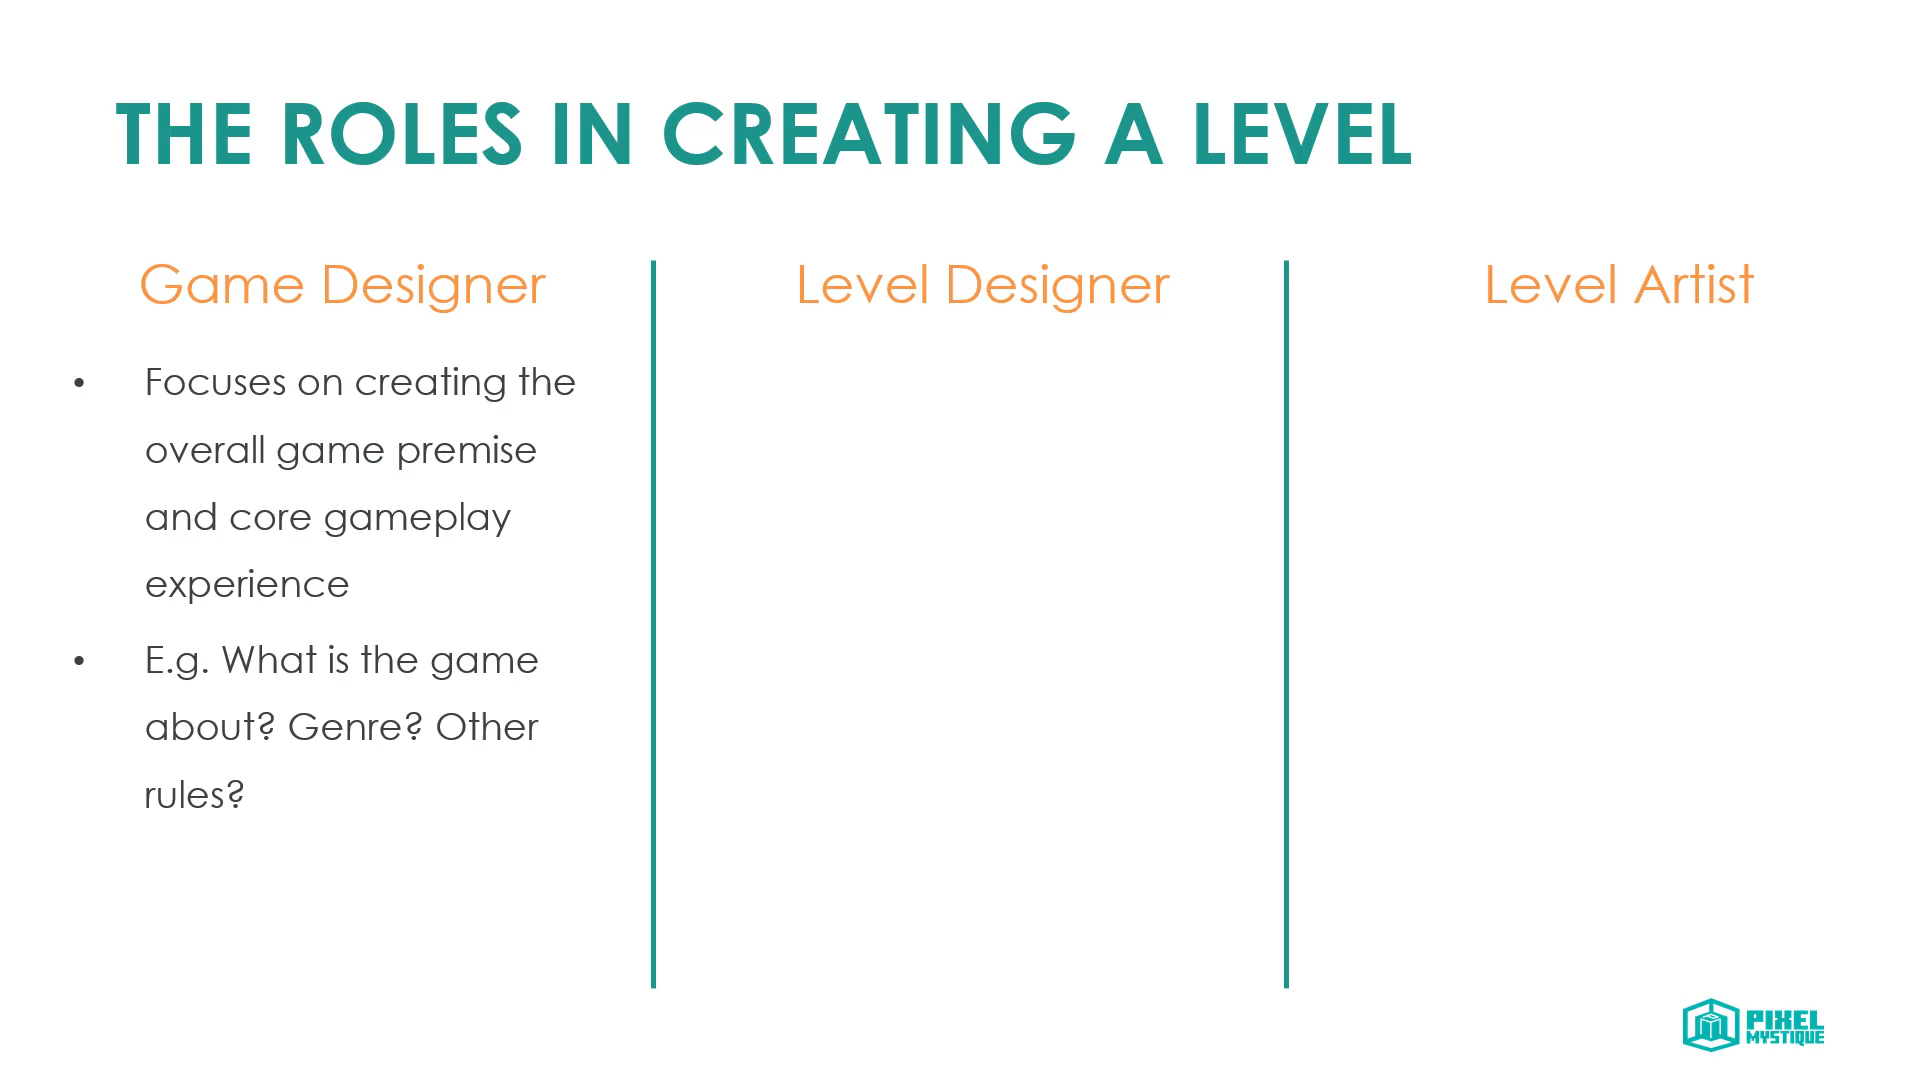 THE ROLES IN CREATING A LEVEL
Game Designer
• Focuses on creating the
overall game premise
and core gameplay
experience
• E.g. What is the game
about? Genre? Other
rules?
Level Designer
Level Artist
PIXEL
MYSTIQUE